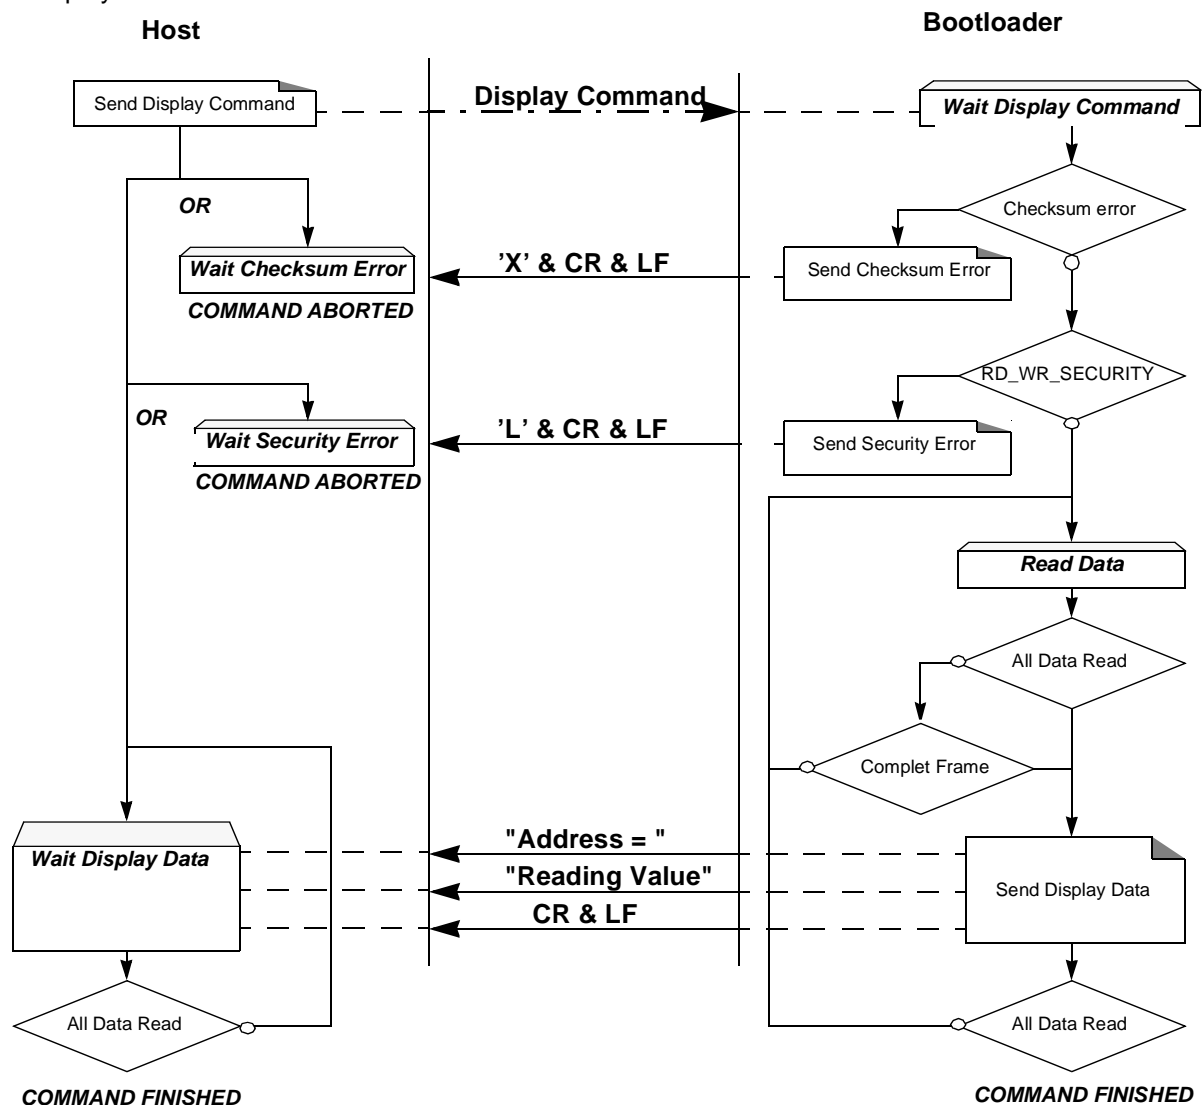 Host
Bootloader
Send Display Command
Display Command
Wait Display Command
OR
Checksum error
Wait Checksum Error
'X' & CR & LF
Send Checksum Error
COMMAND ABORTED
RD_WR_SECURITY
OR
Wait Security Error
'L' & CR & LF
Send Security Error
COMMAND ABORTED
Read Data
All Data Read
Complet Frame
Wait Display Data
"Address = "
"Reading Value"
CR & LF
Send Display Data
All Data Read
All Data Read
COMMAND FINISHED
COMMAND FINISHED